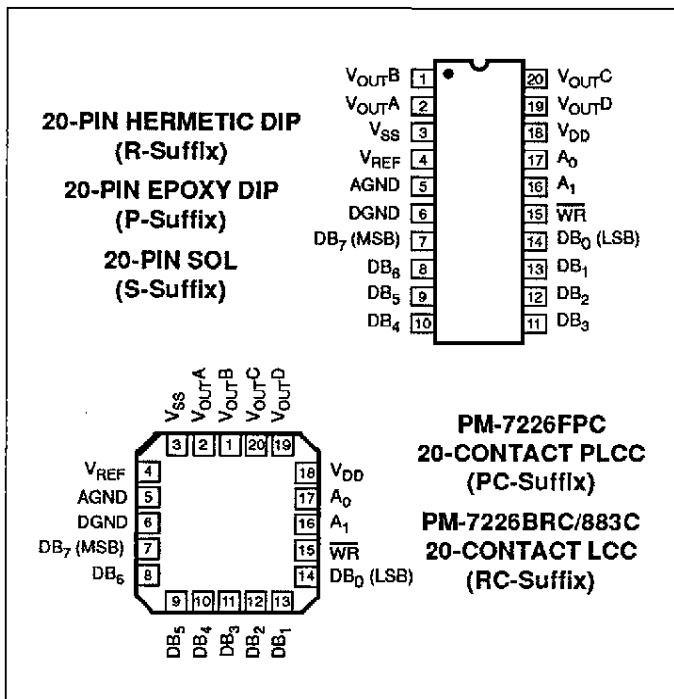 20-PIN HERMETIC DIP
(R-Suffix)
20-PIN EPOXY DIP
(P-Suffix)
20-PIN SOL
(S-Suffix)
VOUTB 1 20 VOUTC
VOUTA 2 19 VOUTD
VSS 3 18 VDD
VREF 4 17 A0
AGND 5 16 A1
DGND 6 15 WR
DB7 (MSB) 7 14 DB0 (LSB)
DB6 8 13 DB1
DB5 9 12 DB2
DB4 10 11 DB3
VSS VOUTA VOUTB VOUTC VOUTD
3 2 1 20 19
VREF 4 18 VDD
AGND 5 17 A0
DGND 6 16 A1
DB7 (MSB) 7 15 WR
DB6 8 14 DB0 (LSB)
9 10 11 12 13
DB5 DB4 DB3 DB2 DB1
PM-7226FPC
20-CONTACT PLCC
(PC-Suffix)
PM-7226BRC/883C
20-CONTACT LCC
(RC-Suffix)